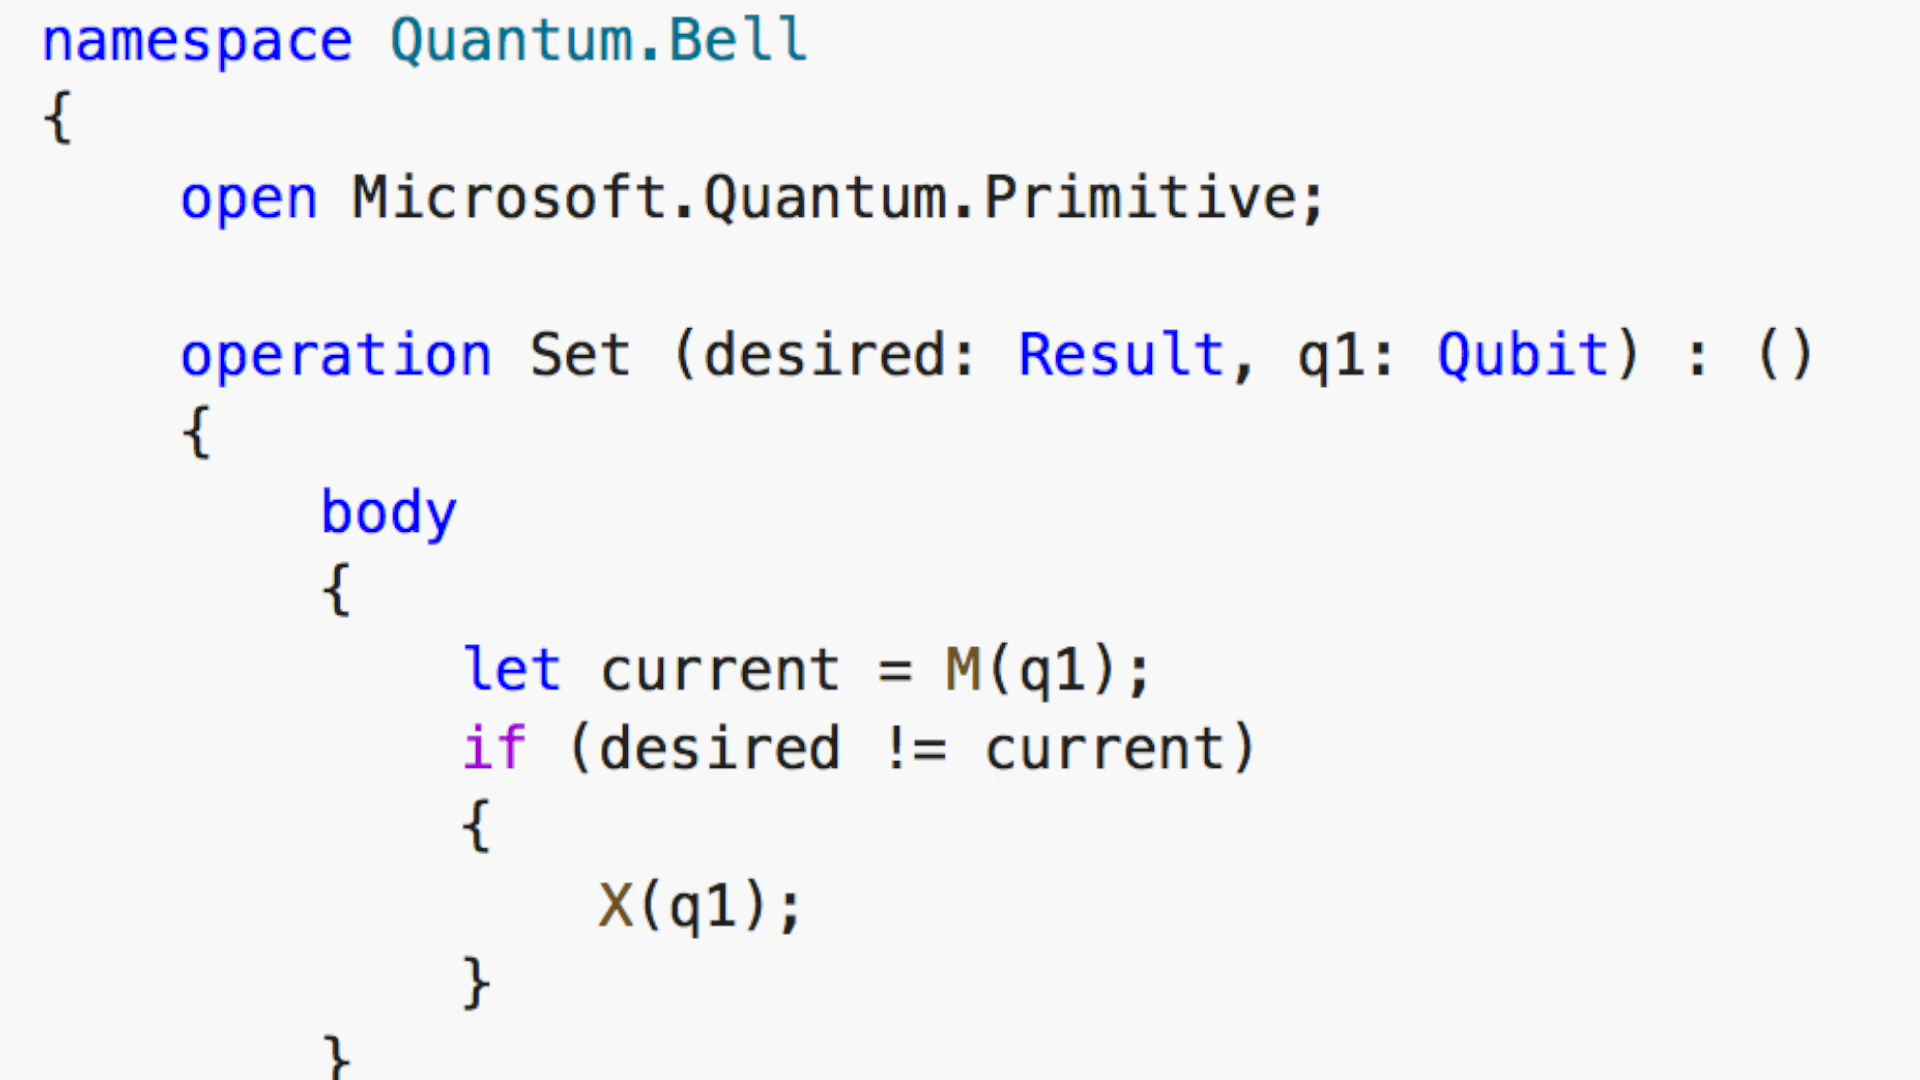 namespace Quantum.Bell
{
    open Microsoft.Quantum.Primitive;

    operation Set (desired: Result, q1: Qubit) : ()
    {
        body
        {
            let current = M(q1);
            if (desired != current)
            {
                X(q1);
            }
        }